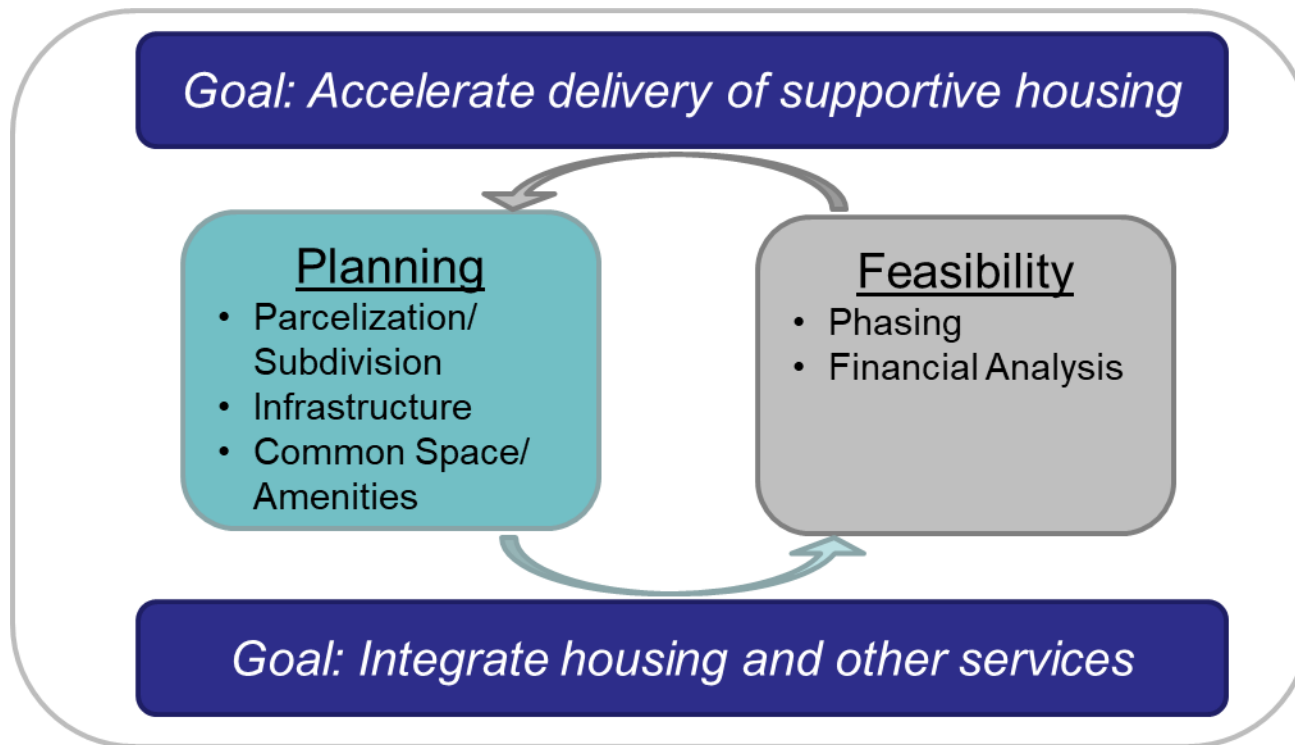 Goal: Accelerate delivery of supportive housing
Planning
• Parcelization/
Subdivision
• Infrastructure
• Common Space/
Amenities
Feasibility
• Phasing
• Financial Analysis
Goal: Integrate housing and other services